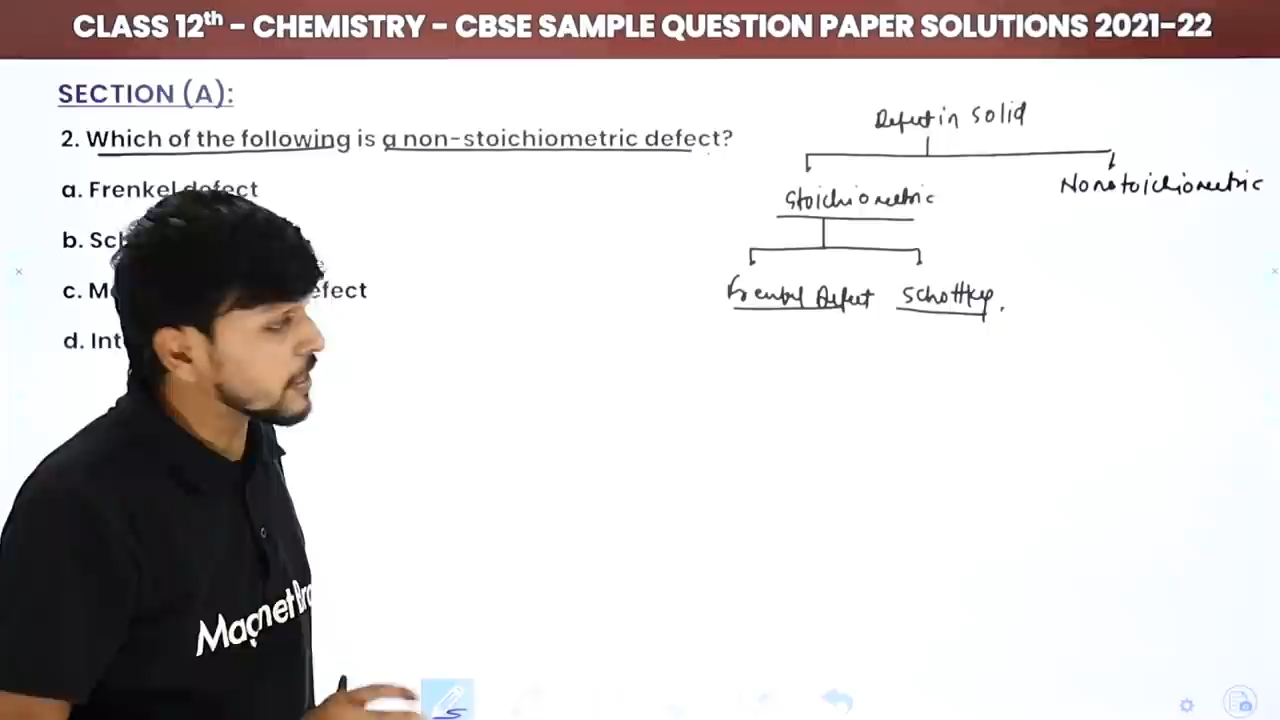 CLASS 12th - CHEMISTRY - CBSE SAMPLE QUESTION PAPER SOLUTIONS 2021-22
SECTION (A):
2. Which of the following is a non-stoichiometric defect?
a. Frenkel defect
b. Sc
c. M efect
d. Int
Defect in Solid
Stoichiometric
Nonstoichiometric
Frenkel Defect
Schottky.
MagnetBr